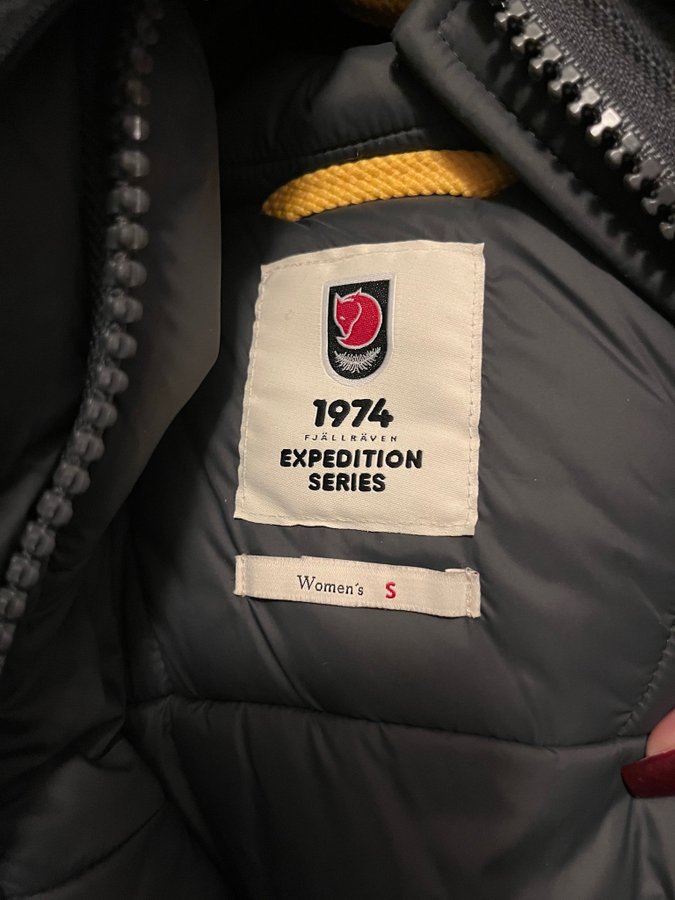 1974
FJÄLLRÄVEN
EXPEDITION
SERIES
Women´s S